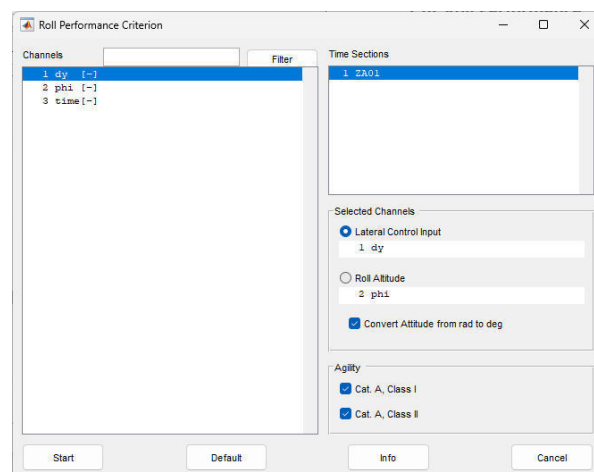 Roll Performance Criterion
Channels
Filter
1 dy [-]
2 phi [-]
3 time[-]
Time Sections
1 ZA01
Selected Channels
Lateral Control Input
1 dy
Roll Attitude
2 phi
Convert Attitude from rad to deg
Agility
Cat. A, Class I
Cat. A, Class II
Start
Default
Info
Cancel